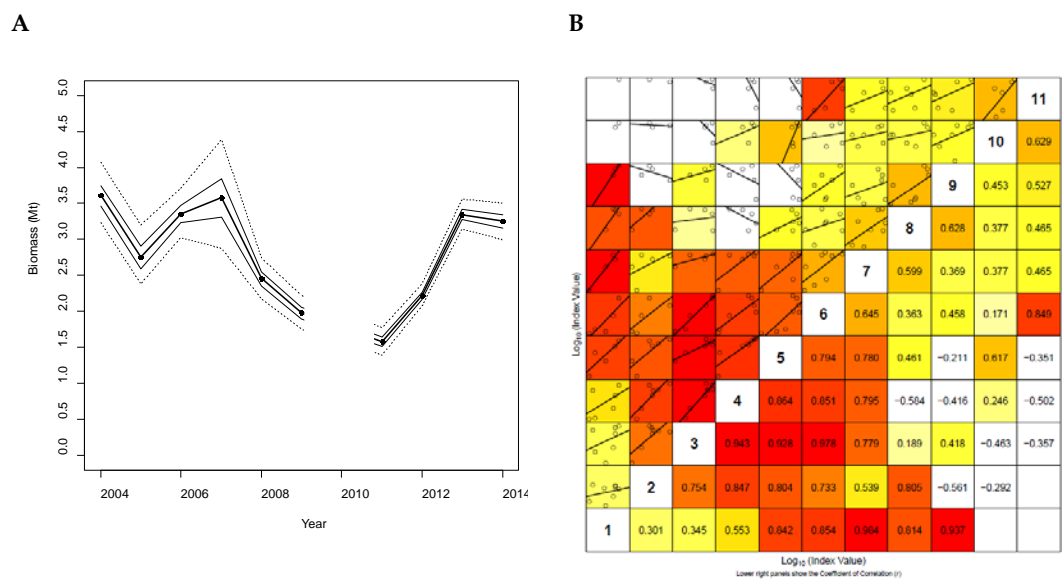 A
B
Biomass (Mt)
5.0
4.5
4.0
3.5
3.0
2.5
2.0
1.5
1.0
0.5
0.0
2004 2006 2008 2010 2012 2014
Year
Log10 (Index Value)
11
10 0.629
9 0.453 0.527
8 0.628 0.377 0.465
7 0.599 0.369 0.377 0.465
6 0.645 0.363 0.458 0.171 0.849
5 0.794 0.780 0.461 −0.211 0.617 −0.351
4 0.864 0.851 0.795 −0.584 −0.416 0.246 −0.502
3 0.943 0.928 0.978 0.779 0.189 0.418 −0.463 −0.357
2 0.754 0.847 0.804 0.733 0.539 0.805 −0.561 −0.292
1 0.301 0.345 0.553 0.842 0.854 0.984 0.814 0.937
Log10 (Index Value)
Lower right panels show the Coefficient of Correlation (r)